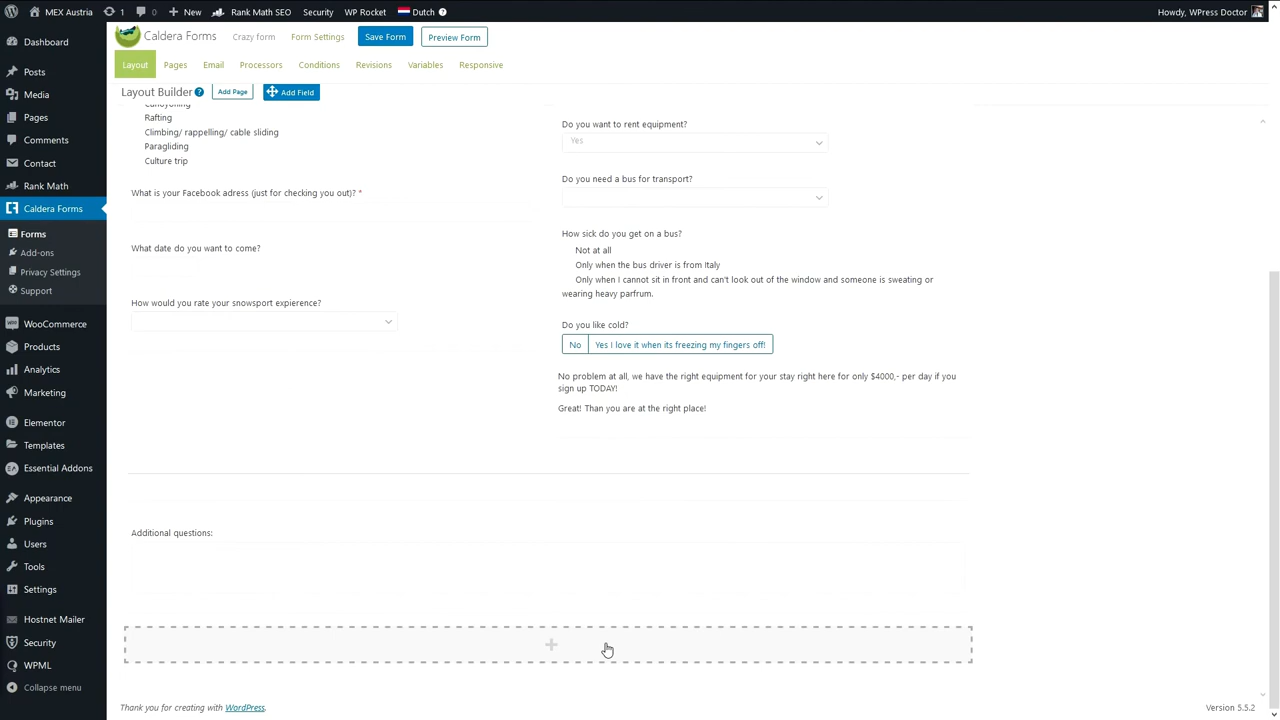 1 0 New Rank Math SEO WP Rocket Dutch Howdy, WPress Doctor
Caldera Forms Crazy form Form Settings Save Form Preview Form
Layout Pages Email Processors Conditions Revisions Variables Responsive
Layout Builder ? Add Page Add Field
Dashboard
Posts
Media
Pages
Comments
Contact
Rank Math
Caldera Forms
Forms
Add-ons
Privacy Settings
Support
WooCommerce
Products
Analytics
Marketing
Elementor
Templates
Essential Addons
Appearance
Plugins
Users
Tools
Settings
Hostnet Mailer
Security
WPML
Collapse menu
Canoyoning
Rafting
Climbing/ rappelling/ cable sliding
Paragliding
Culture trip
What is your Facebook adress (just for checking you out)? *
What date do you want to come?
How would you rate your snowsport expierence?
Do you want to rent equipment?
Yes
Do you need a bus for transport?
How sick do you get on a bus?
Not at all
Only when the bus driver is from Italy
Only when I cannot sit in front and can't look out of the window and someone is sweating or
wearing heavy parfrum.
Do you like cold?
No Yes I love it when its freezing my fingers off!
No problem at all, we have the right equipment for your stay right here for only $4000,- per day if you
sign up TODAY!
Great! Than you are at the right place!
Additional questions:
Thank you for creating with WordPress. Version 5.5.2